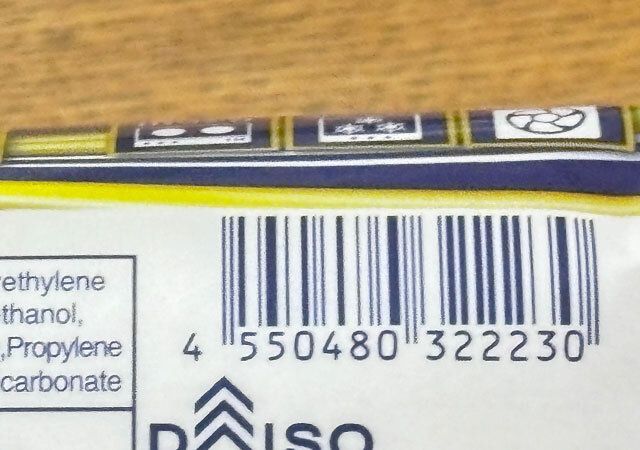 ethylene
thanol,
,Propylene
carbonate
4 550480 322230
DAISO